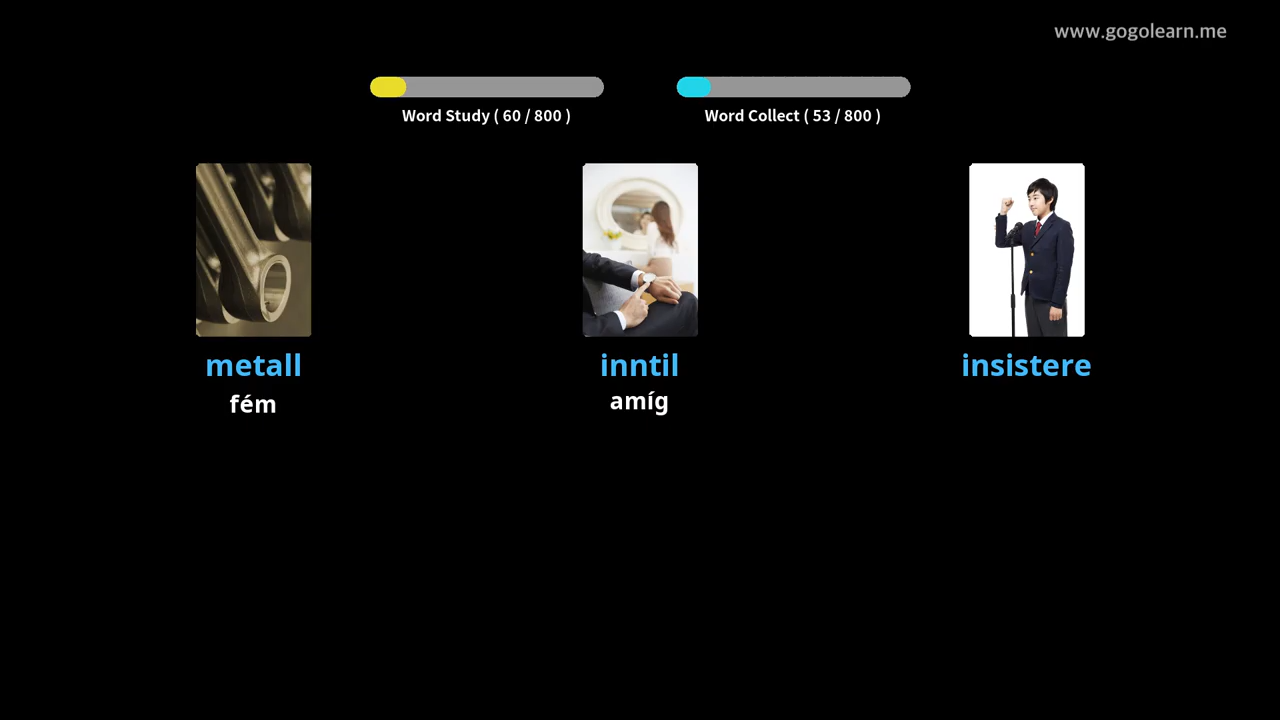 www.gogolearn.me
Word Study ( 60 / 800 )
Word Collect ( 53 / 800 )
metall
inntil
insistere
fém
amíg